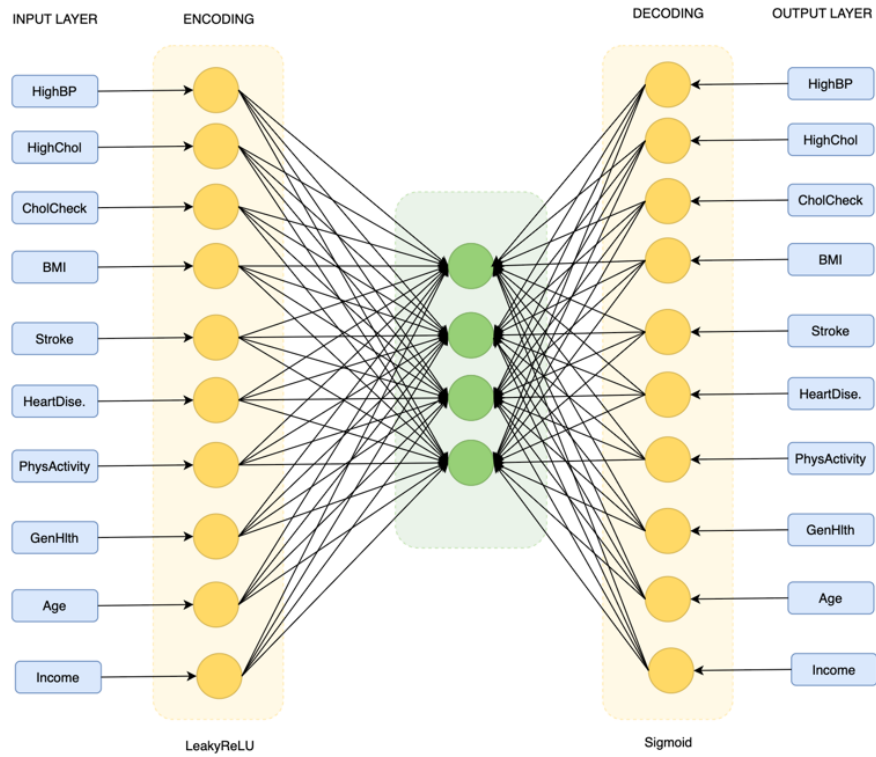 INPUT LAYER
ENCODING
DECODING
OUTPUT LAYER
HighBP
HighBP
HighChol
HighChol
CholCheck
CholCheck
BMI
BMI
Stroke
Stroke
HeartDise.
HeartDise.
PhysActivity
PhysActivity
GenHlth
GenHlth
Age
Age
Income
Income
LeakyReLU
Sigmoid